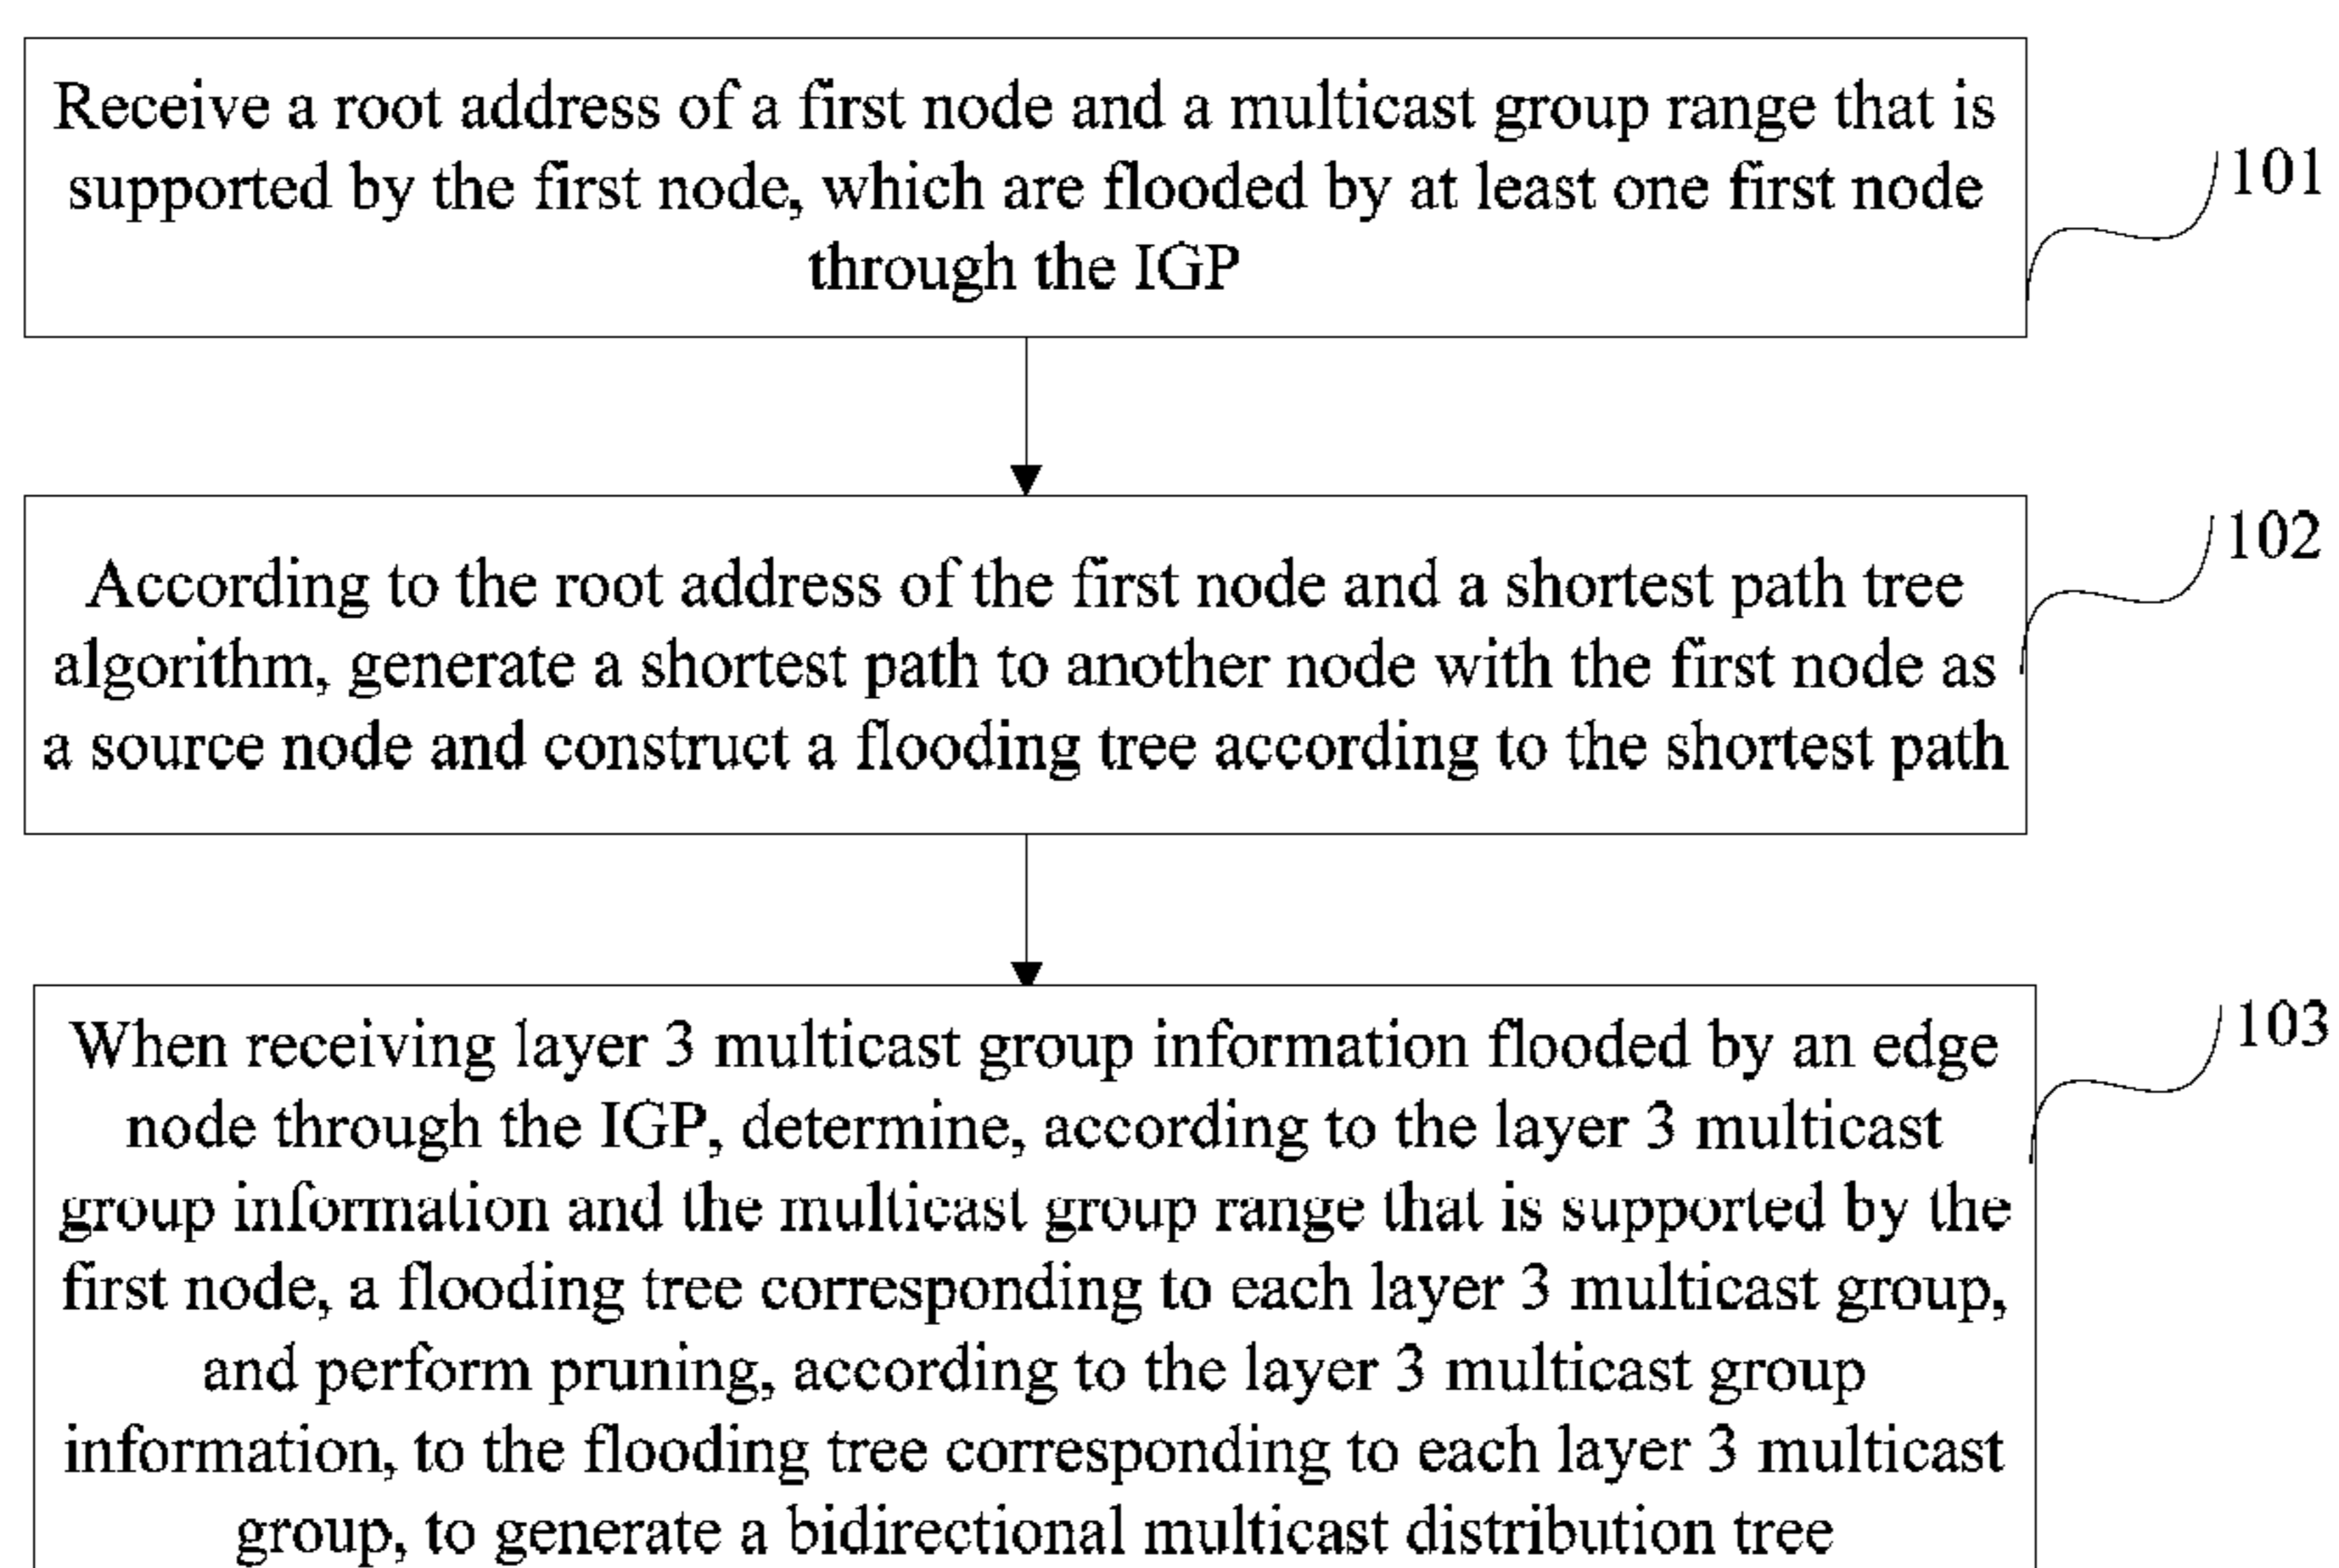 Receive a root address of a first node and a multicast group range that is
supported by the first node, which are flooded by at least one first node
through the IGP
101
According to the root address of the first node and a shortest path tree
algorithm, generate a shortest path to another node with the first node as
a source node and construct a flooding tree according to the shortest path
102
When receiving layer 3 multicast group information flooded by an edge
node through the IGP, determine, according to the layer 3 multicast
group information and the multicast group range that is supported by the
first node, a flooding tree corresponding to each layer 3 multicast group,
and perform pruning, according to the layer 3 multicast group
information, to the flooding tree corresponding to each layer 3 multicast
group, to generate a bidirectional multicast distribution tree
103